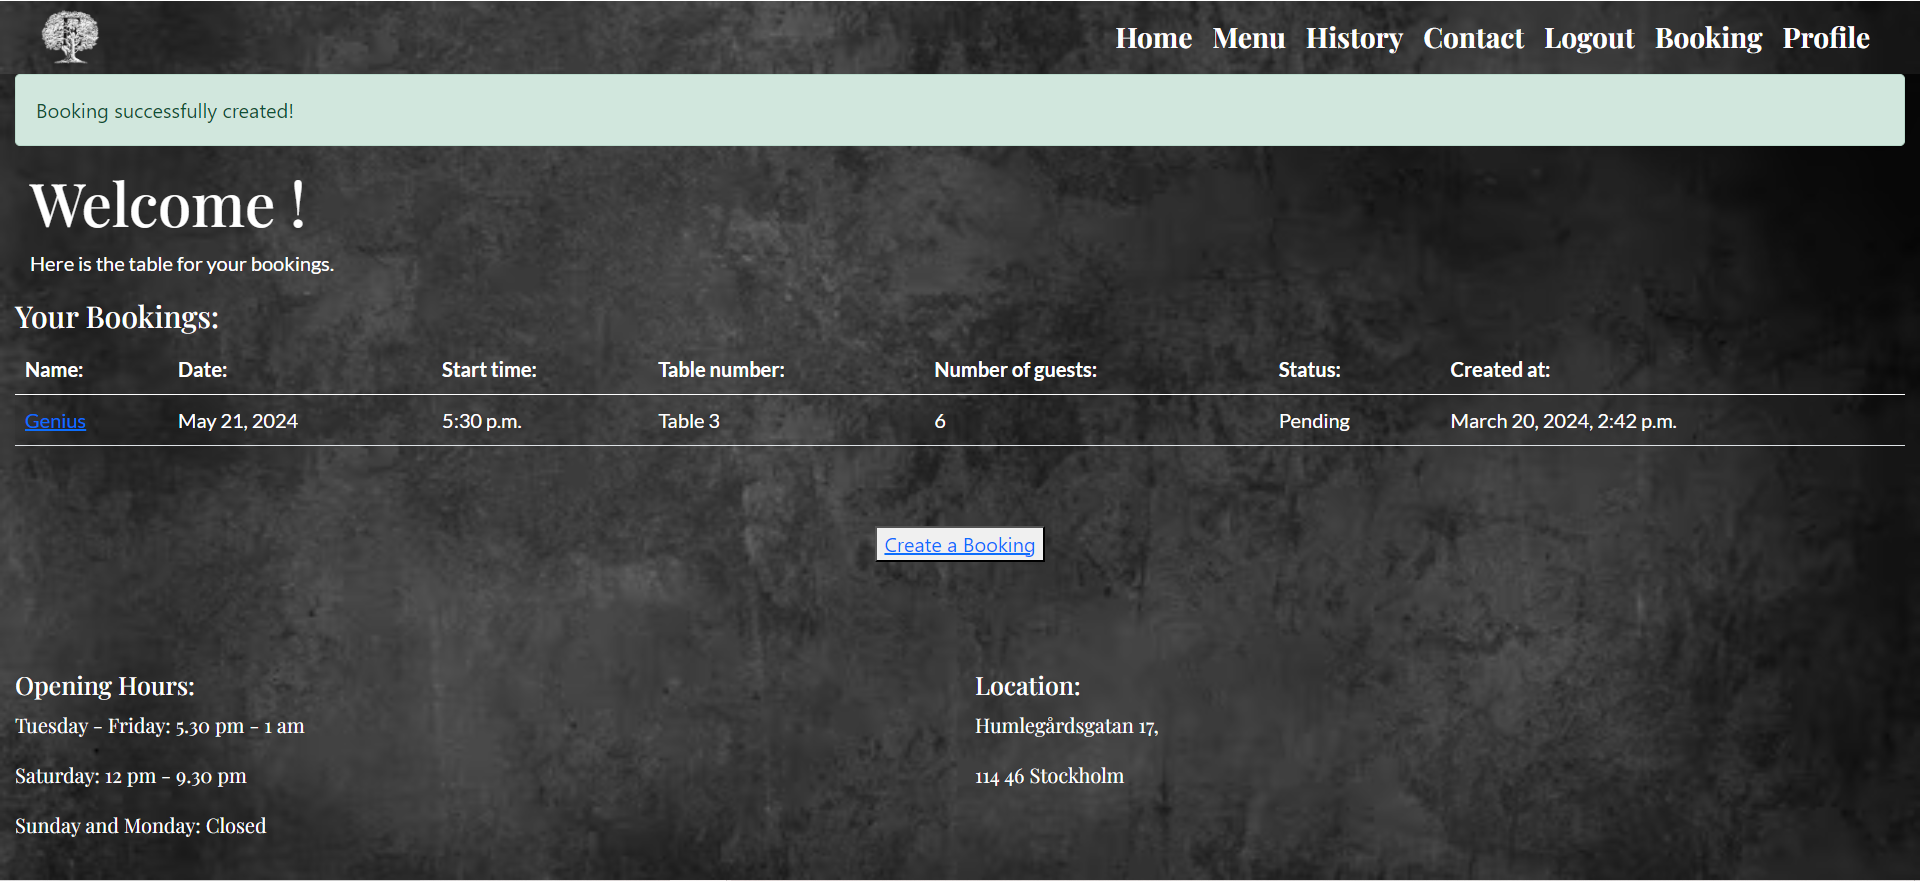 Home Menu History Contact Logout Booking Profile
Booking successfully created!
Welcome !
Here is the table for your bookings.
Your Bookings:
Name: Date: Start time: Table number: Number of guests: Status: Created at:
Genius May 21, 2024 5:30 p.m. Table 3 6 Pending March 20, 2024, 2:42 p.m.
Create a Booking
Opening Hours:
Tuesday - Friday: 5.30 pm - 1 am
Saturday: 12 pm - 9.30 pm
Sunday and Monday: Closed
Location:
Humlegårdsgatan 17,
114 46 Stockholm